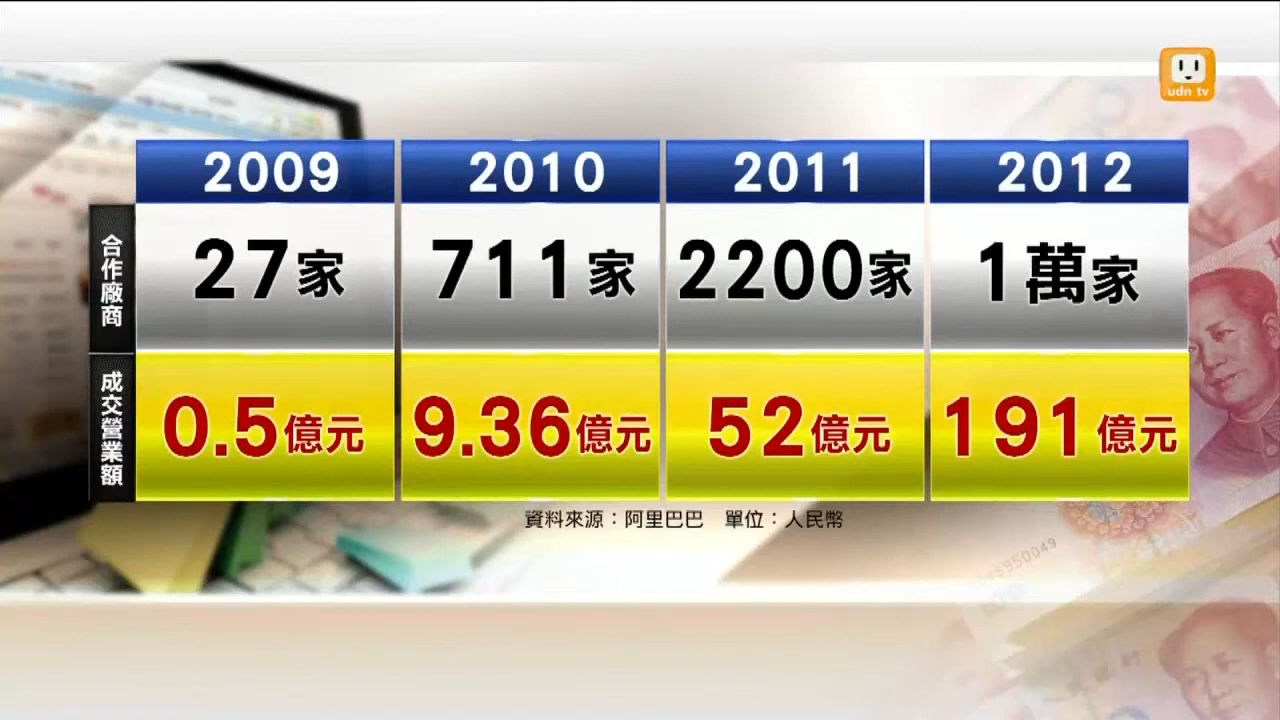 udn tv
2009 2010 2011 2012
合作廠商 27家 711家 2200家 1萬家
成交營業額 0.5億元 9.36億元 52億元 191億元
資料來源：阿里巴巴 單位：人民幣